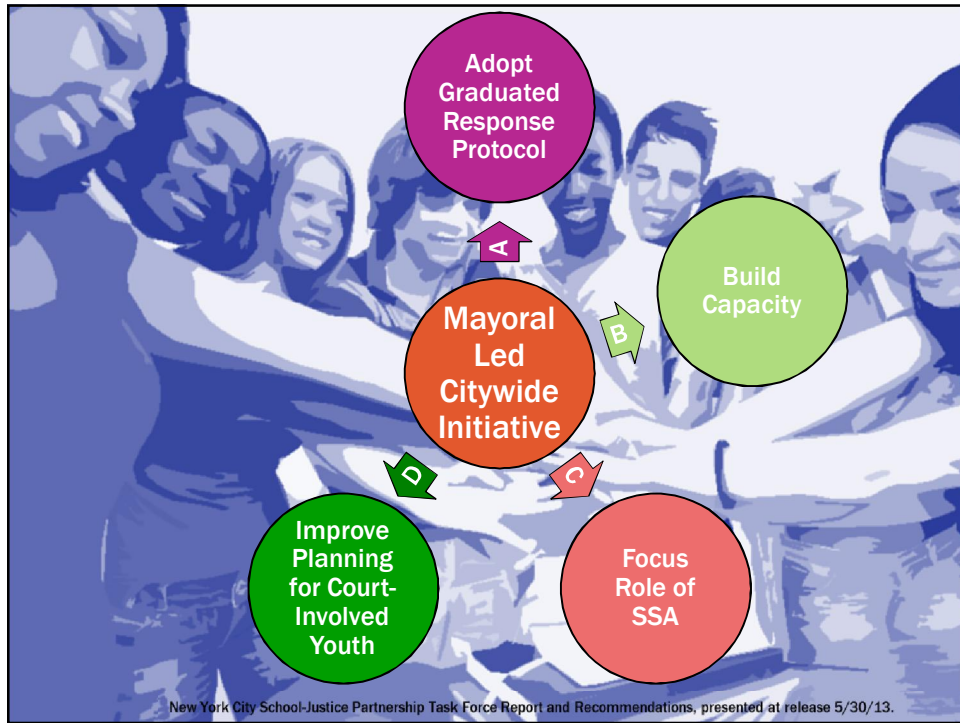 Adopt
Graduated
Response
Protocol
A
Build
Capacity
B
Mayoral
Led
Citywide
Initiative
D
C
Improve
Planning
for Court-
Involved
Youth
Focus
Role of
SSA
New York City School-Justice Partnership Task Force Report and Recommendations, presented at release 5/30/13.